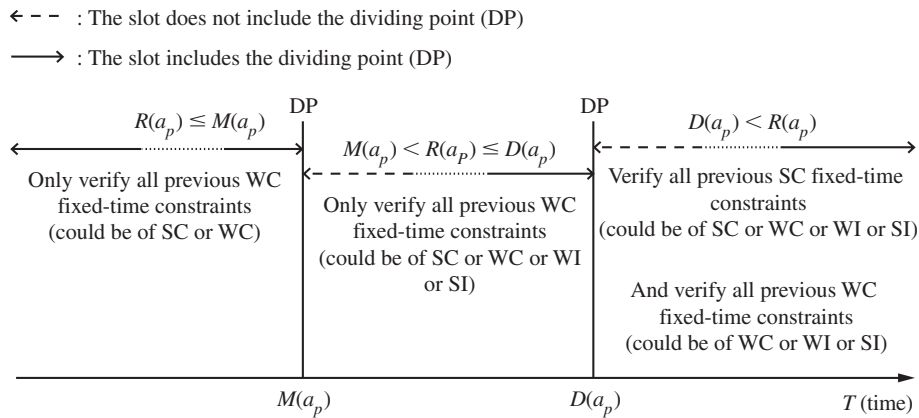 : The slot does not include the dividing point (DP)
: The slot includes the dividing point (DP)
DP
DP
R(a_p) ≤ M(a_p)
M(a_p) < R(a_P) ≤ D(a_p)
D(a_p) < R(a_p)
Only verify all previous WC
fixed-time constraints
(could be of SC or WC)
Only verify all previous WC
fixed-time constraints
(could be of SC or WC or WI
or SI)
Verify all previous SC fixed-time
constraints
(could be of SC or WC or WI or SI)
And verify all previous WC
fixed-time constraints
(could be of WC or WI or SI)
M(a_p)
D(a_p)
T (time)